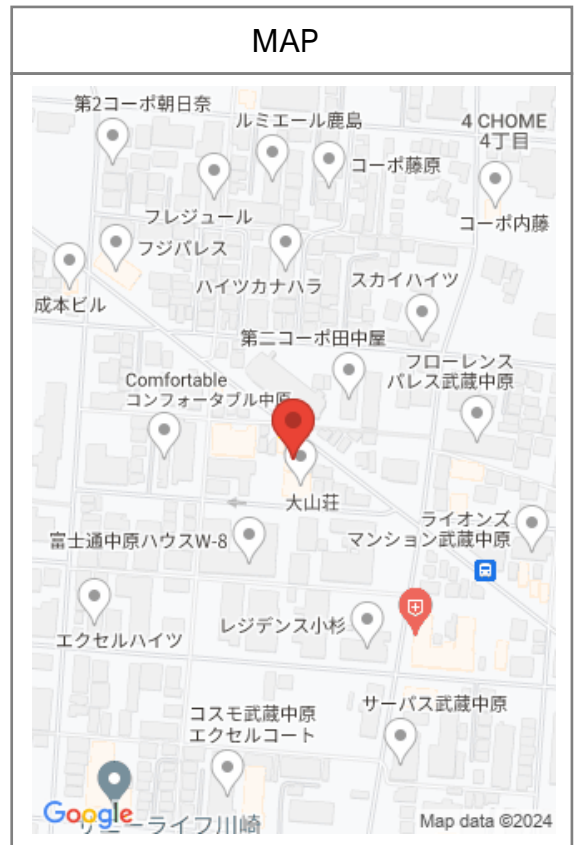 MAP
第2コーポ朝日奈
ルミエール鹿島
4 CHOME
4丁目
コーポ藤原
フレジュール
コーポ内藤
フジパレス
ハイツカナハラ
スカイハイツ
成本ビル
第二コーポ田中屋
フローレンス
パレス武蔵中原
Comfortable
コンフォータブル中原
大山荘
ライオンズ
マンション武蔵中原
富士通中原ハウスW-8
レジデンス小杉
エクセルハイツ
サーパス武蔵中原
コスモ武蔵中原
エクセルコート
Google
サニーライフ川崎
Map data ©2024